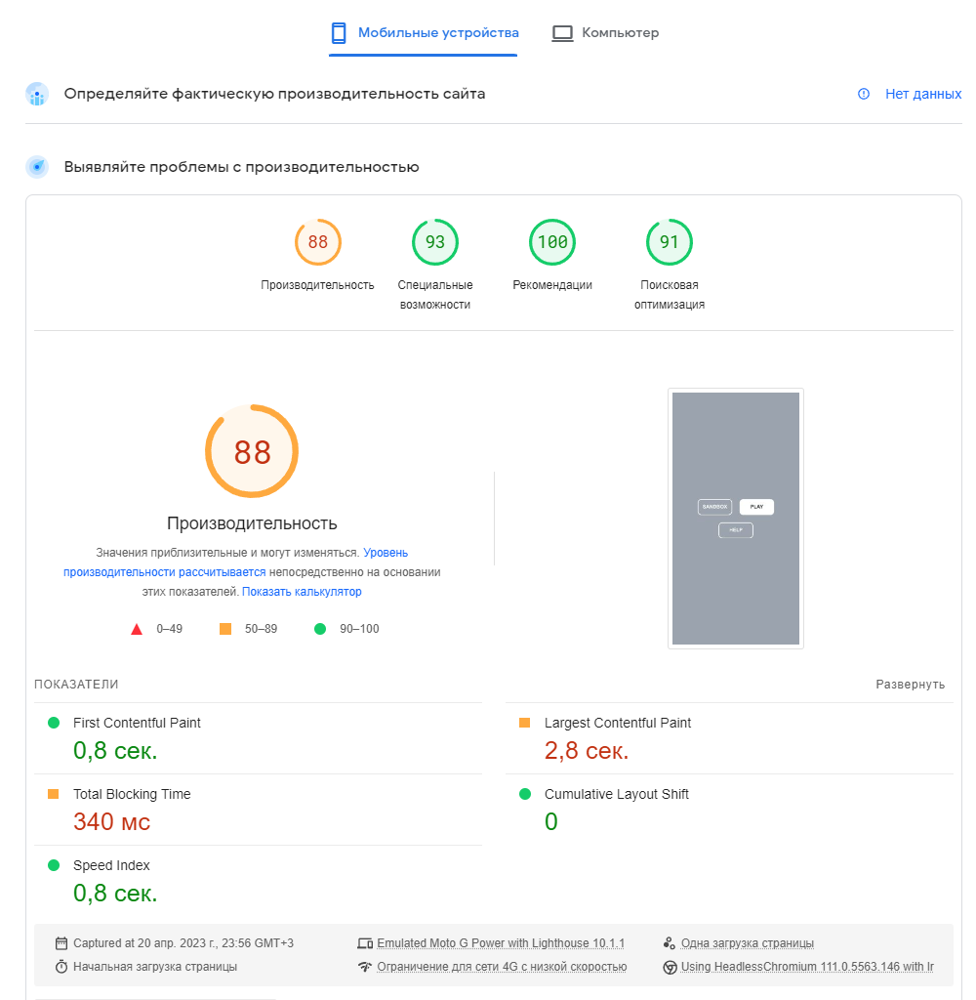 Мобильные устройства
Компьютер
Определяйте фактическую производительность сайта
Нет данных
Выявляйте проблемы с производительностью
88
93
100
91
Производительность
Специальные
возможности
Рекомендации
Поисковая
оптимизация
88
Производительность
Значения приблизительные и могут изменяться. Уровень
производительности рассчитывается непосредственно на основании
этих показателей. Показать калькулятор
0–49
50–89
90–100
SANDBOX
PLAY
HELP
ПОКАЗАТЕЛИ
Развернуть
First Contentful Paint
0,8 сек.
Largest Contentful Paint
2,8 сек.
Total Blocking Time
340 мс
Cumulative Layout Shift
0
Speed Index
0,8 сек.
Captured at 20 апр. 2023 г., 23:56 GMT+3
Emulated Moto G Power with Lighthouse 10.1.1
Одна загрузка страницы
Начальная загрузка страницы
Ограничение для сети 4G с низкой скоростью
Using HeadlessChromium 111.0.5563.146 with lr